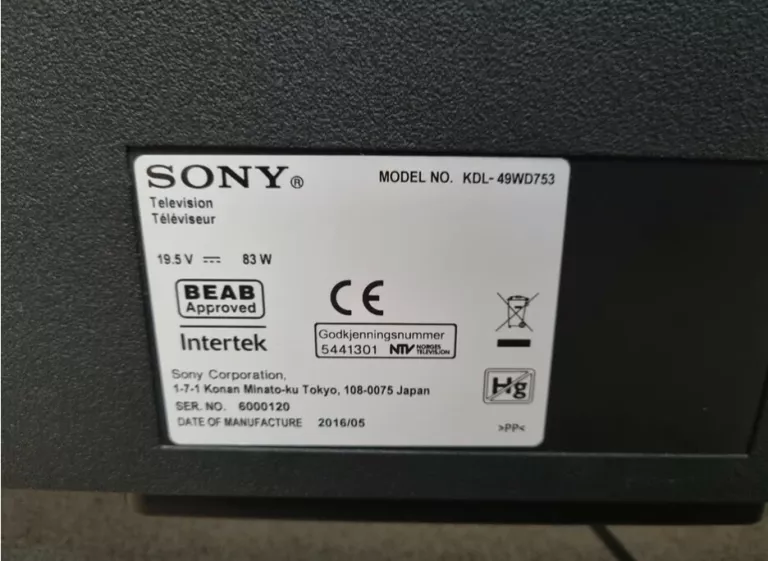 SONY®
MODEL NO. KDL-49WD753
Television
Téléviseur
19.5 V ⎓ 83 W
BEAB
Approved
CE
Intertek
Godkjenningsnummer
5441301 NTV NORGES TELEVISION
Hg
Sony Corporation,
1-7-1 Konan Minato-ku Tokyo, 108-0075 Japan
SER. NO. 6000120
DATE OF MANUFACTURE 2016/05
>PP<